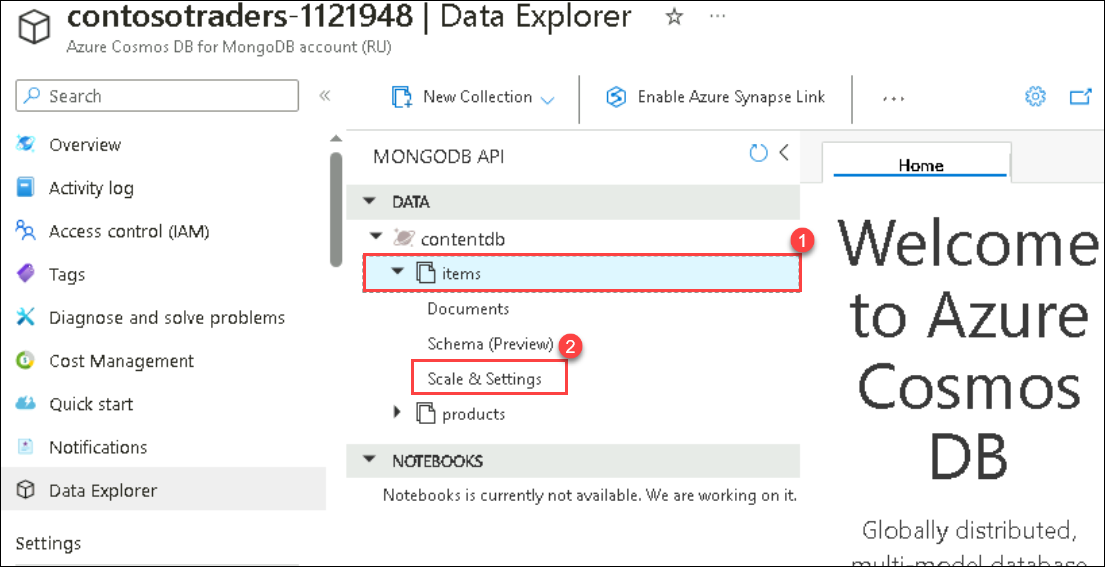 contosotraders-1121948 | Data Explorer
Azure Cosmos DB for MongoDB account (RU)
Search
Overview
Activity log
Access control (IAM)
Tags
Diagnose and solve problems
Cost Management
Quick start
Notifications
Data Explorer
Settings
New Collection
Enable Azure Synapse Link
MONGODB API
DATA
contentdb
1
items
Documents
Schema (Preview)
2
Scale & Settings
products
NOTEBOOKS
Notebooks is currently not available. We are working on it.
Home
Welcome
to Azure
Cosmos
DB
Globally distributed,
multi-model database